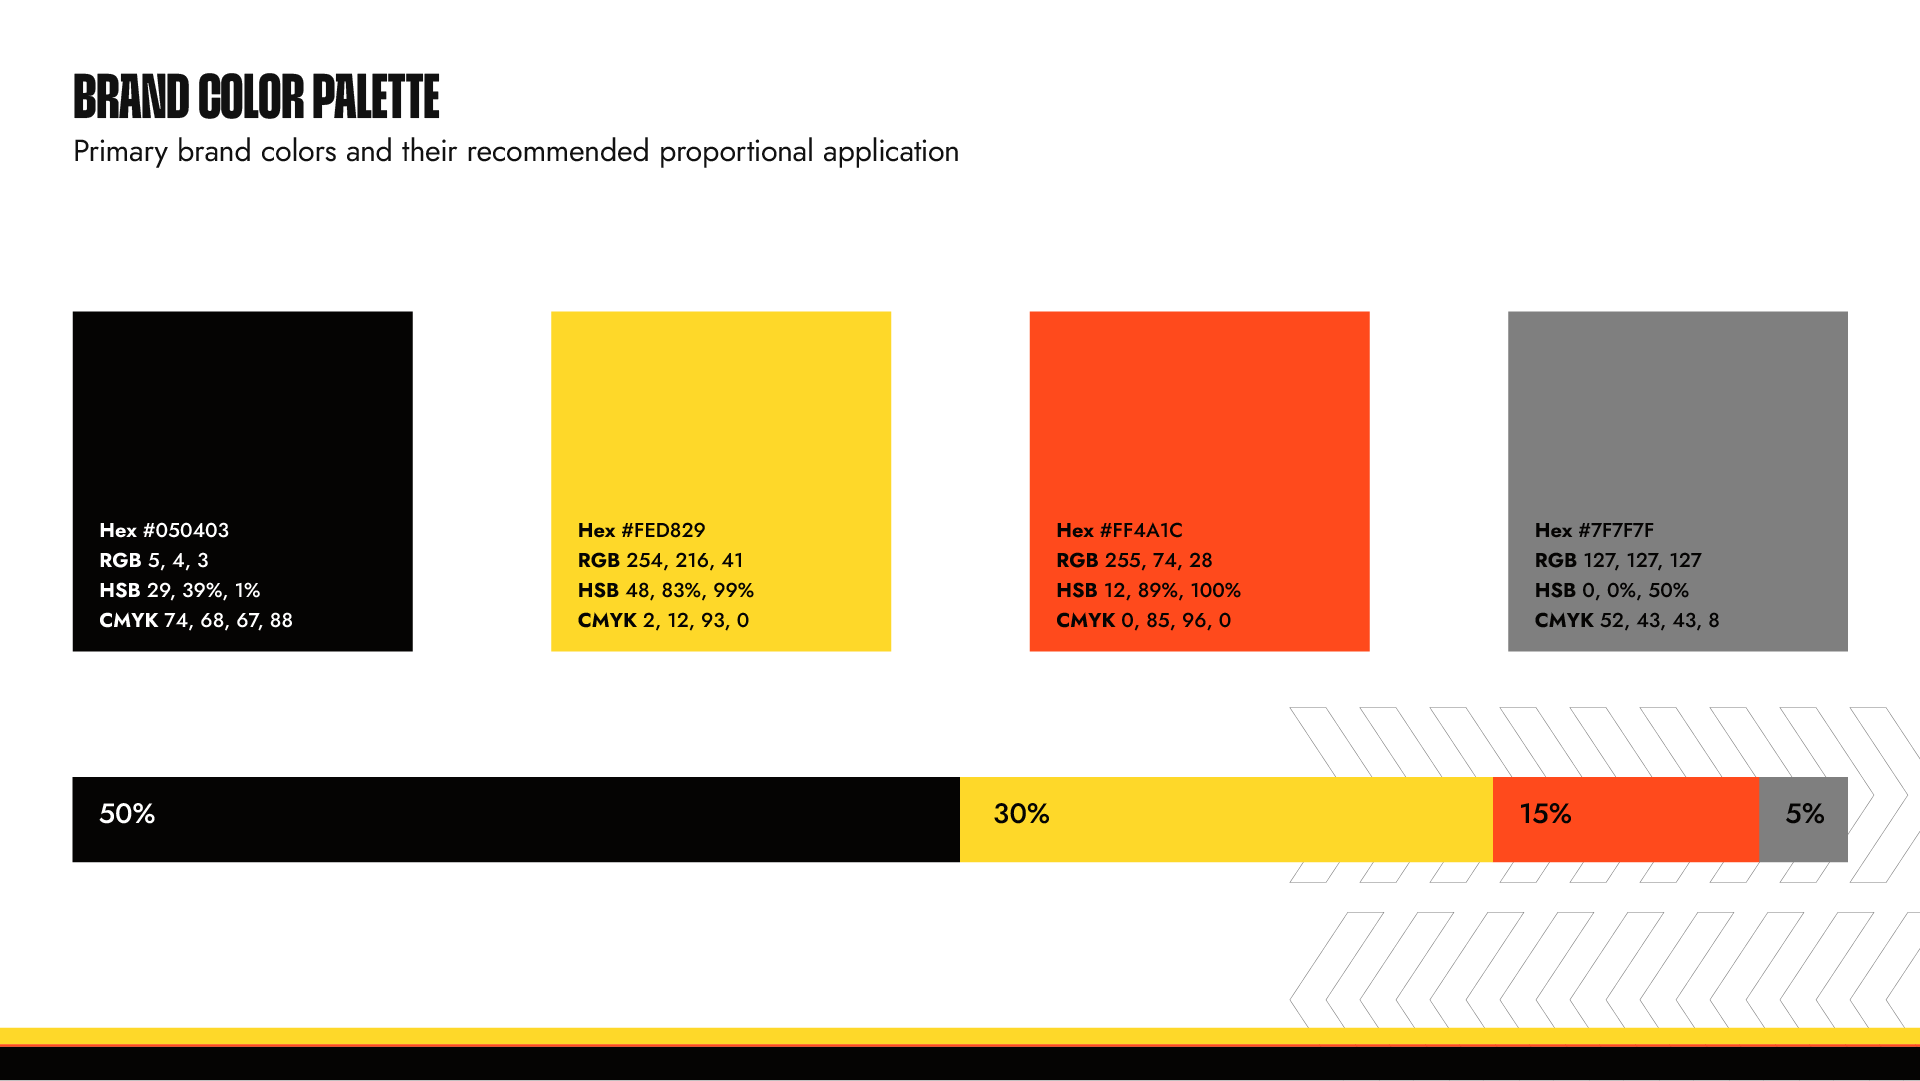 BRAND COLOR PALETTE
Primary brand colors and their recommended proportional application
Hex #050403
RGB 5, 4, 3
HSB 29, 39%, 1%
CMYK 74, 68, 67, 88
Hex #FED829
RGB 254, 216, 41
HSB 48, 83%, 99%
CMYK 2, 12, 93, 0
Hex #FF4A1C
RGB 255, 74, 28
HSB 12, 89%, 100%
CMYK 0, 85, 96, 0
Hex #7F7F7F
RGB 127, 127, 127
HSB 0, 0%, 50%
CMYK 52, 43, 43, 8
50%
30%
15%
5%